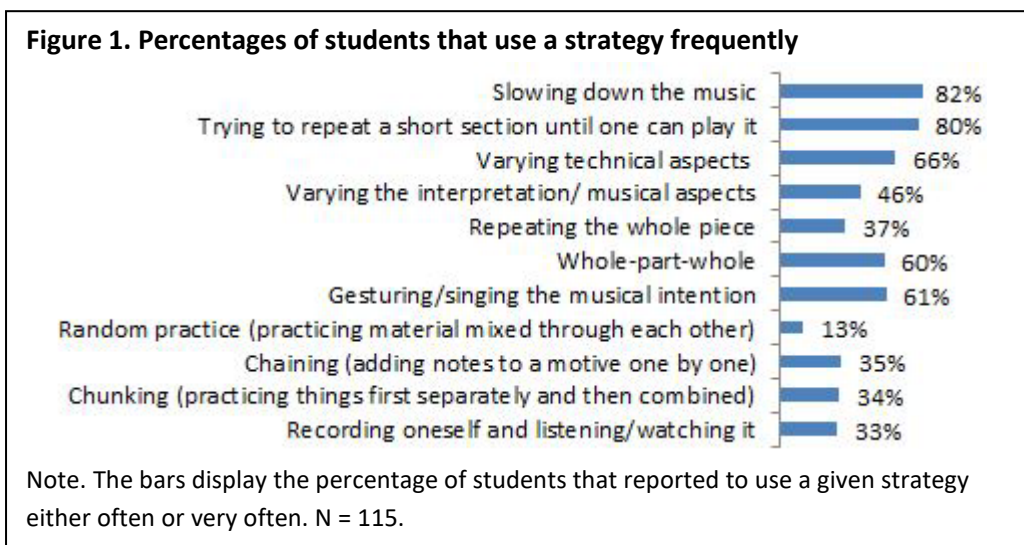 Figure 1. Percentages of students that use a strategy frequently
Slowing down the music 82%
Trying to repeat a short section until one can play it 80%
Varying technical aspects 66%
Varying the interpretation/ musical aspects 46%
Repeating the whole piece 37%
Whole-part-whole 60%
Gesturing/singing the musical intention 61%
Random practice (practicing material mixed through each other) 13%
Chaining (adding notes to a motive one by one) 35%
Chunking (practicing things first separately and then combined) 34%
Recording oneself and listening/watching it 33%
Note. The bars display the percentage of students that reported to use a given strategy
either often or very often. N = 115.